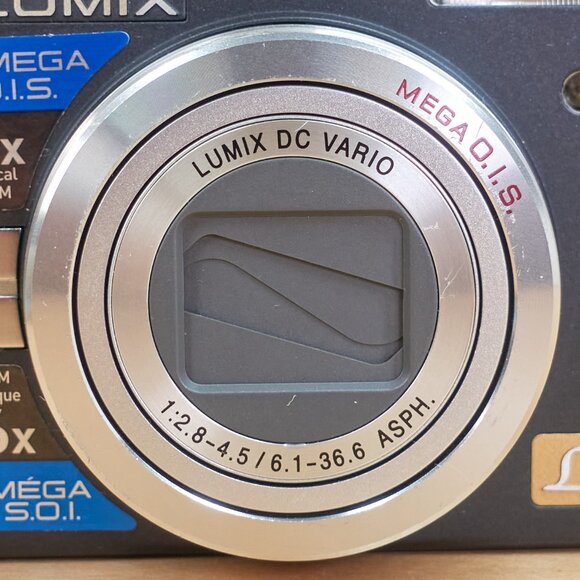 LUMIX
MEGA
O.I.S.
X
MEGA O.I.S.
LUMIX DC VARIO
1:2.8-4.5 / 6.1-36.6 ASPH.
X
MÉGA
S.O.I.